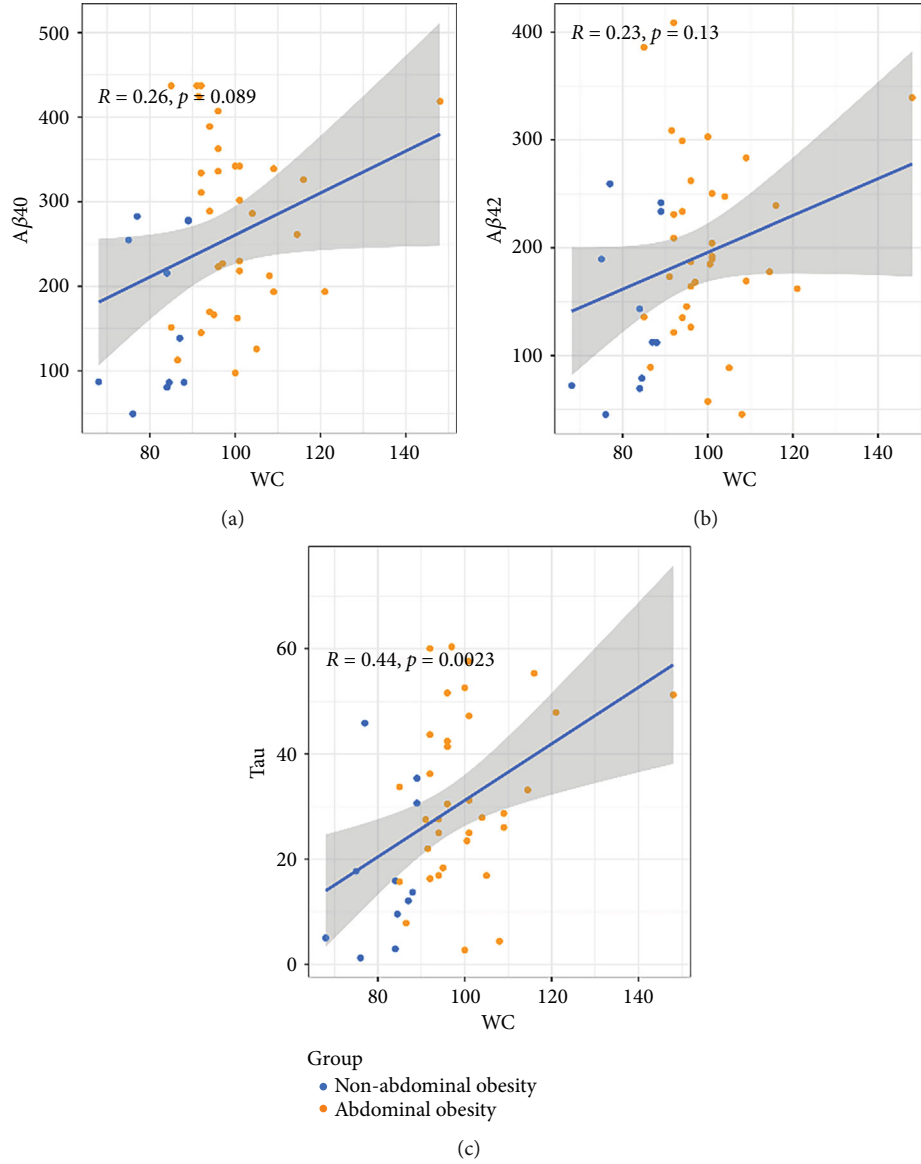 500
400
300
200
100
R = 0.26, p = 0.089
Aβ40
80 100 120 140
WC
(a)
400
300
200
100
R = 0.23, p = 0.13
Aβ42
80 100 120 140
WC
(b)
60
40
20
0
R = 0.44, p = 0.0023
Tau
80 100 120 140
WC
Group
Non-abdominal obesity
Abdominal obesity
(c)